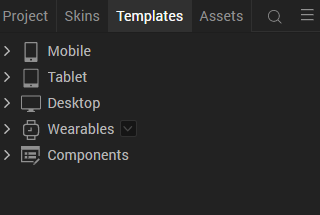 Project Skins Templates Assets
Mobile
Tablet
Desktop
Wearables
Components